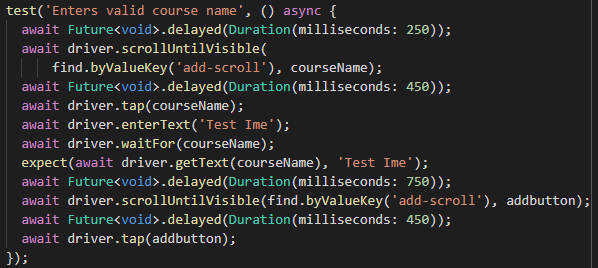 test('Enters valid course name', () async {
  await Future<void>.delayed(Duration(milliseconds: 250));
  await driver.scrollUntilVisible(
      find.byValueKey('add-scroll'), courseName);
  await Future<void>.delayed(Duration(milliseconds: 450));
  await driver.tap(courseName);
  await driver.enterText('Test Ime');
  await driver.waitFor(courseName);
  expect(await driver.getText(courseName), 'Test Ime');
  await Future<void>.delayed(Duration(milliseconds: 750));
  await driver.scrollUntilVisible(find.byValueKey('add-scroll'), addbutton);
  await Future<void>.delayed(Duration(milliseconds: 450));
  await driver.tap(addbutton);
});